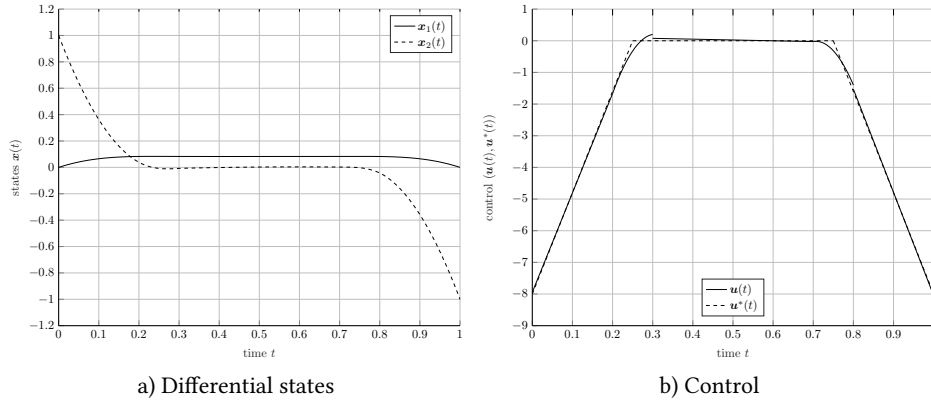 1.2
1
0.8
0.6
0.4
0.2
0
−0.2
−0.4
−0.6
−0.8
−1
−1.2
states x(t)
0 0.1 0.2 0.3 0.4 0.5 0.6 0.7 0.8 0.9 1
time t
x₁(t)
x₂(t)
a) Differential states
0
−1
−2
−3
−4
−5
−6
−7
−8
−9
control (u(t), u*(t))
0 0.1 0.2 0.3 0.4 0.5 0.6 0.7 0.8 0.9
time t
u(t)
u*(t)
b) Control